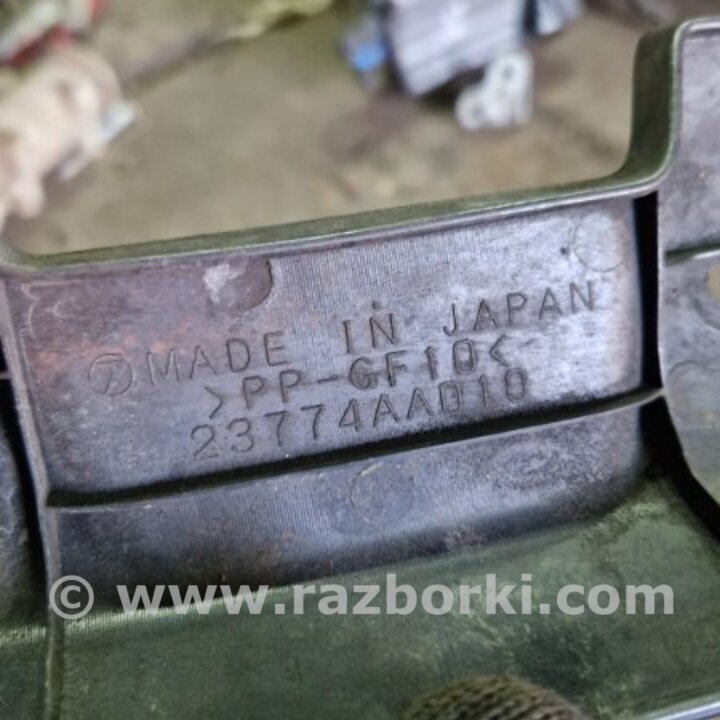 MADE IN JAPAN
>PP-GF10<
23774AA010
© www.razborki.com